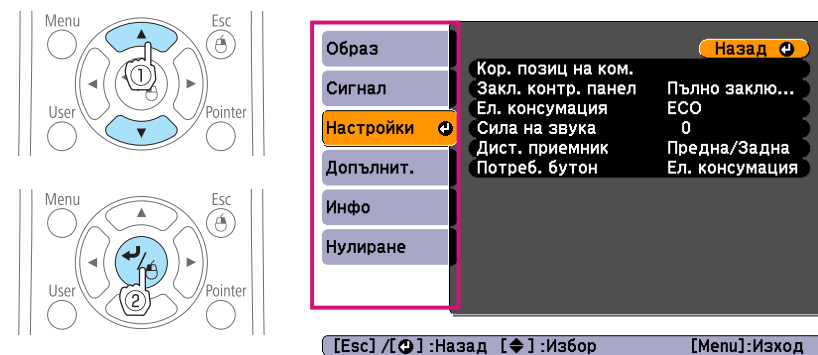 Menu Esc
①
User Pointer
Menu Esc
②
User Pointer
Образ
Сигнал
Настройки
Допълнит.
Инфо
Нулиране
Назад
Кор. позиц на ком.
Закл. контр. панел Пълно заклю...
Ел. консумация ECO
Сила на звука 0
Дист. приемник Предна/Задна
Потреб. бутон Ел. консумация
[Esc] /[⏎] :Назад [◆] :Избор [Menu]:Изход